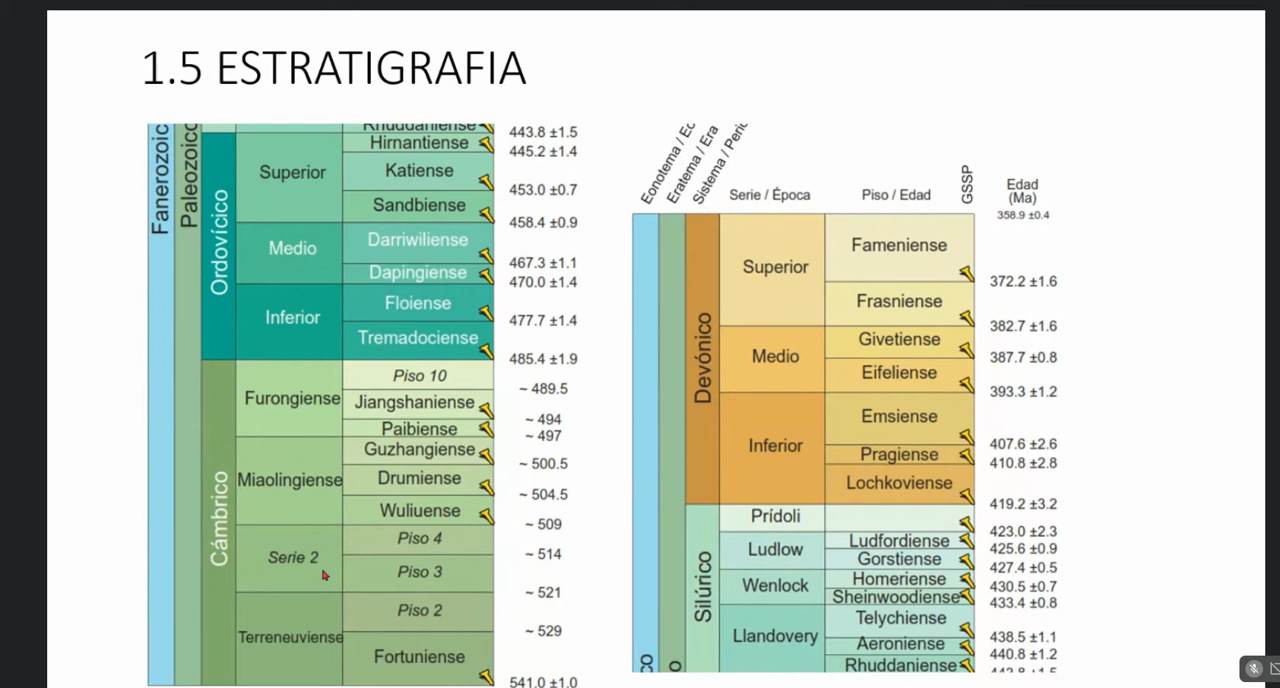 1.5 ESTRATIGRAFIA
Fanerozoic
Paleozoico
Ordovícico
Superior
Medio
Inferior
Rhuddaniense
Hirnantiense
Katiense
Sandbiense
Darriwiliense
Dapingiense
Floiense
Tremadociense
443.8 ±1.5
445.2 ±1.4
453.0 ±0.7
458.4 ±0.9
467.3 ±1.1
470.0 ±1.4
477.7 ±1.4
485.4 ±1.9
Cámbrico
Furongiense
Miaolingiense
Serie 2
Terreneuviense
Piso 10
Jiangshaniense
Paibiense
Guzhangiense
Drumiense
Wuliuense
Piso 4
Piso 3
Piso 2
Fortuniense
~ 489.5
~ 494
~ 497
~ 500.5
~ 504.5
~ 509
~ 514
~ 521
~ 529
541.0 ±1.0
Eonotema / Eo
Eratema / Era
Sistema / Perio
Serie / Época
Piso / Edad
GSSP
Edad
(Ma)
358.9 ±0.4
Devónico
Superior
Medio
Inferior
Fameniense
Frasniense
Givetiense
Eifeliense
Emsiense
Pragiense
Lochkoviense
372.2 ±1.6
382.7 ±1.6
387.7 ±0.8
393.3 ±1.2
407.6 ±2.6
410.8 ±2.8
419.2 ±3.2
Silúrico
Prídoli
Ludlow
Wenlock
Llandovery
Ludfordiense
Gorstiense
Homeriense
Sheinwoodiense
Telychiense
Aeroniense
Rhuddaniense
423.0 ±2.3
425.6 ±0.9
427.4 ±0.5
430.5 ±0.7
433.4 ±0.8
438.5 ±1.1
440.8 ±1.2
443.8 ±1.5
co
o